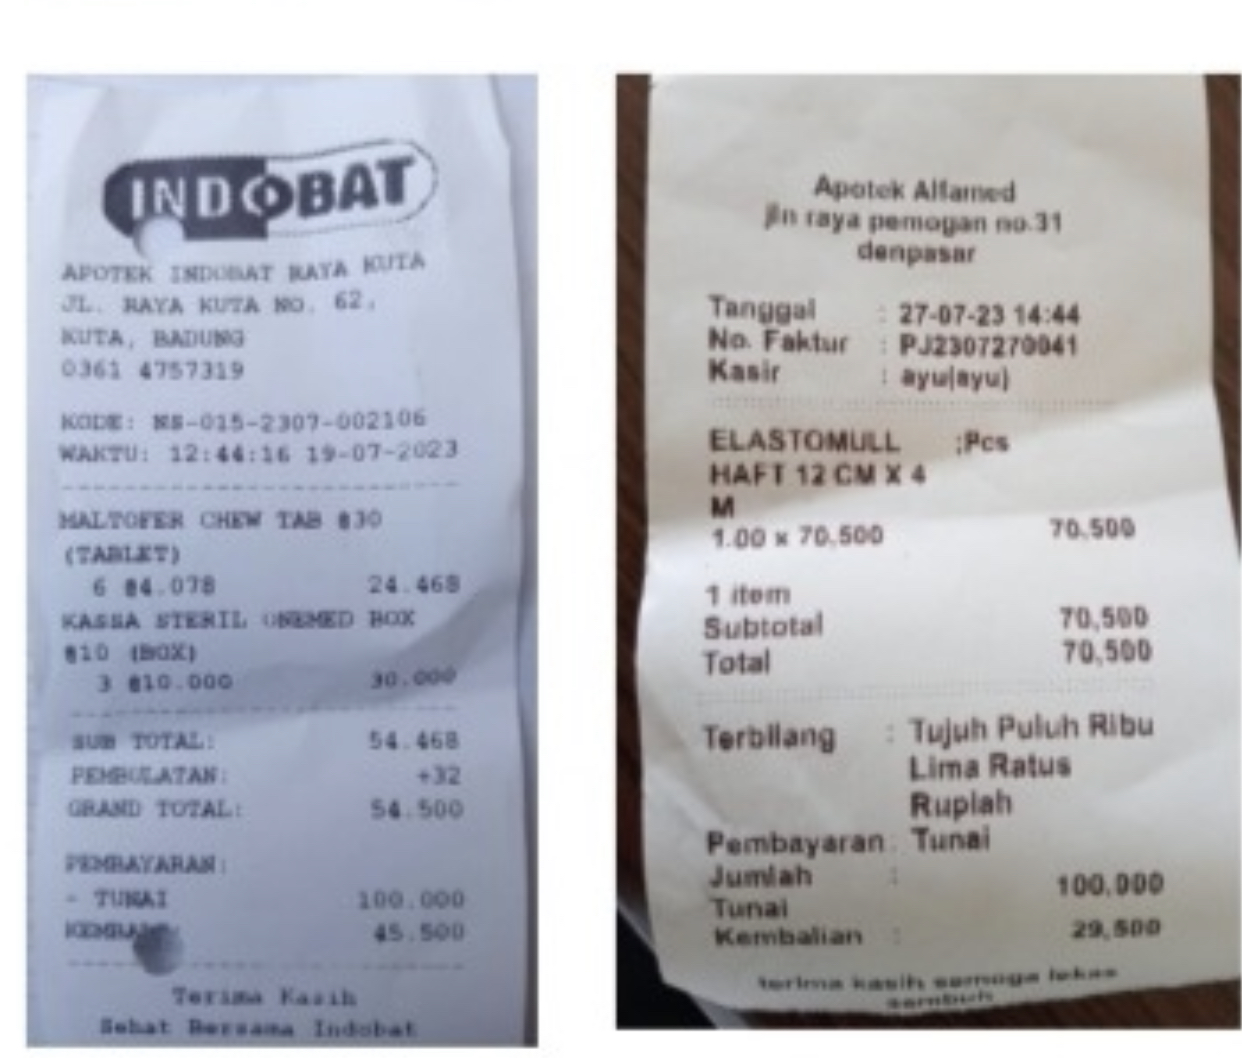 INDOBAT
APOTEK INDOBAT RAYA KUTA
JL. RAYA KUTA NO. 62,
KUTA, BADUNG
0361 4757319
KODE: NS-015-2307-002106
WAKTU: 12:44:16 19-07-2023
MALTOFER CHEW TAB @30
(TABLET)
6 @4.078 24.468
KASSA STERIL ONEMED BOX
@10 (BOX)
3 @10.000 30.000
SUB TOTAL: 54.468
PEMBULATAN: +32
GRAND TOTAL: 54.500
PEMBAYARAN:
- TUNAI 100.000
45.500
Terima Kasih
Sehat Bersama Indobat
Apotek Alfamed
jln raya pemogan no.31
denpasar
Tanggal : 27-07-23 14:44
No. Faktur : PJ2307270041
Kasir : ayu(ayu)
ELASTOMULL ;Pcs
HAFT 12 CM X 4
M
1.00 x 70,500 70,500
1 item
Subtotal 70,500
Total 70,500
Terbilang : Tujuh Puluh Ribu
Lima Ratus
Rupiah
Pembayaran : Tunai
Jumlah : 100,000
Tunai
Kembalian : 29,500
terima kasih semoga lekas
sembuh